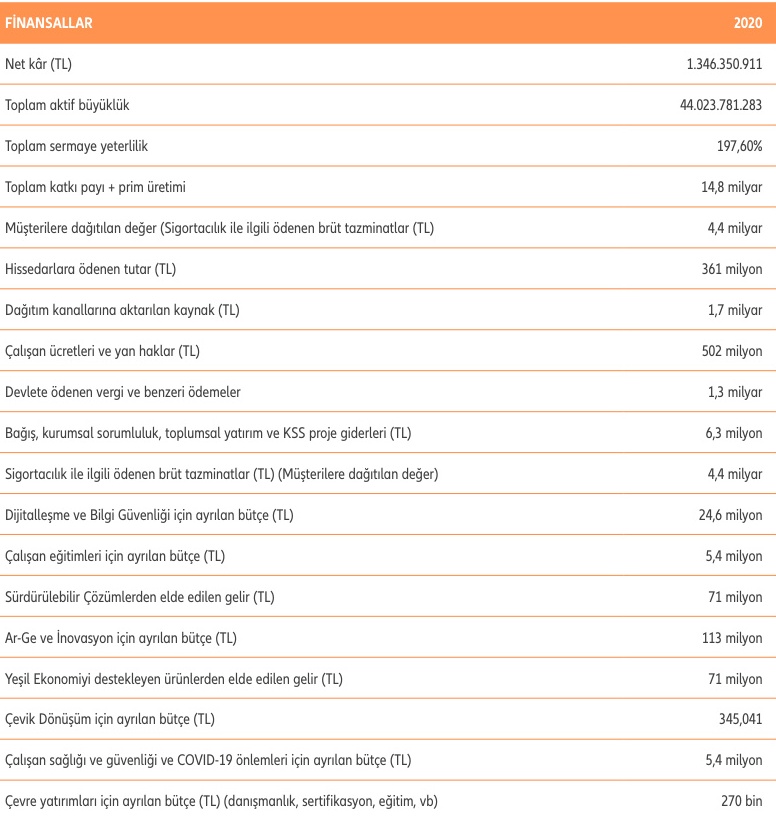 FİNANSALLAR 2020
Net kâr (TL) 1.346.350.911
Toplam aktif büyüklük 44.023.781.283
Toplam sermaye yeterlilik 197,60%
Toplam katkı payı + prim üretimi 14,8 milyar
Müşterilere dağıtılan değer (Sigortacılık ile ilgili ödenen brüt tazminatlar (TL) 4,4 milyar
Hissedarlara ödenen tutar (TL) 361 milyon
Dağıtım kanallarına aktarılan kaynak (TL) 1,7 milyar
Çalışan ücretleri ve yan haklar (TL) 502 milyon
Devlete ödenen vergi ve benzeri ödemeler 1,3 milyar
Bağış, kurumsal sorumluluk, toplumsal yatırım ve KSS proje giderleri (TL) 6,3 milyon
Sigortacılık ile ilgili ödenen brüt tazminatlar (TL) (Müşterilere dağıtılan değer) 4,4 milyar
Dijitalleşme ve Bilgi Güvenliği için ayrılan bütçe (TL) 24,6 milyon
Çalışan eğitimleri için ayrılan bütçe (TL) 5,4 milyon
Sürdürülebilir Çözümlerden elde edilen gelir (TL) 71 milyon
Ar-Ge ve İnovasyon için ayrılan bütçe (TL) 113 milyon
Yeşil Ekonomiyi destekleyen ürünlerden elde edilen gelir (TL) 71 milyon
Çevik Dönüşüm için ayrılan bütçe (TL) 345,041
Çalışan sağlığı ve güvenliği ve COVID-19 önlemleri için ayrılan bütçe (TL) 5,4 milyon
Çevre yatırımları için ayrılan bütçe (TL) (danışmanlık, sertifikasyon, eğitim, vb) 270 bin